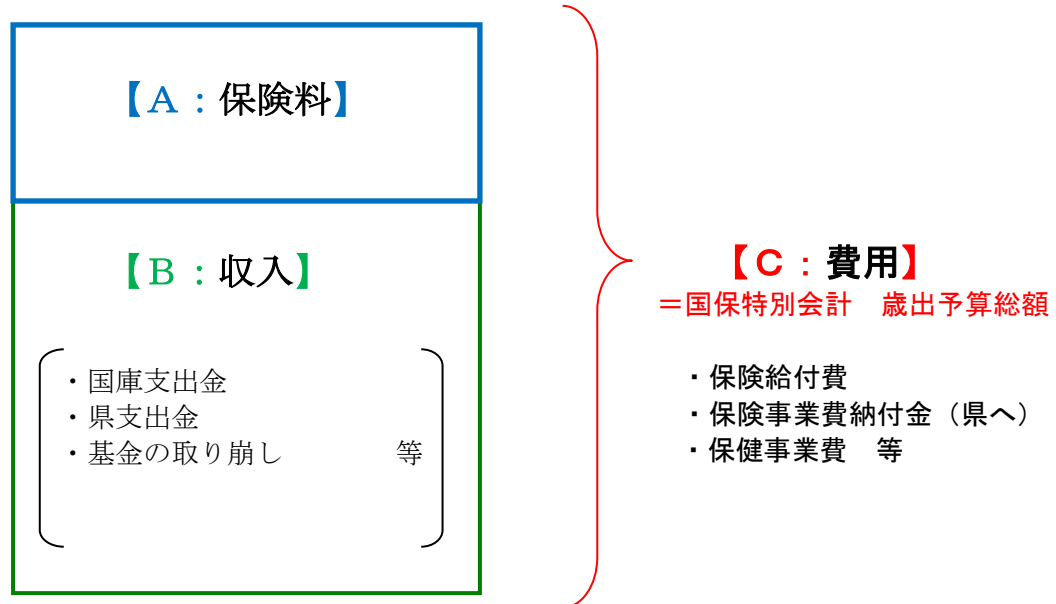 【Ａ：保険料】
【Ｂ：収入】
・国庫支出金
・県支出金
・基金の取り崩し　　　　等
【Ｃ：費用】
＝国保特別会計　歳出予算総額
・保険給付費
・保険事業費納付金（県へ）
・保健事業費　等